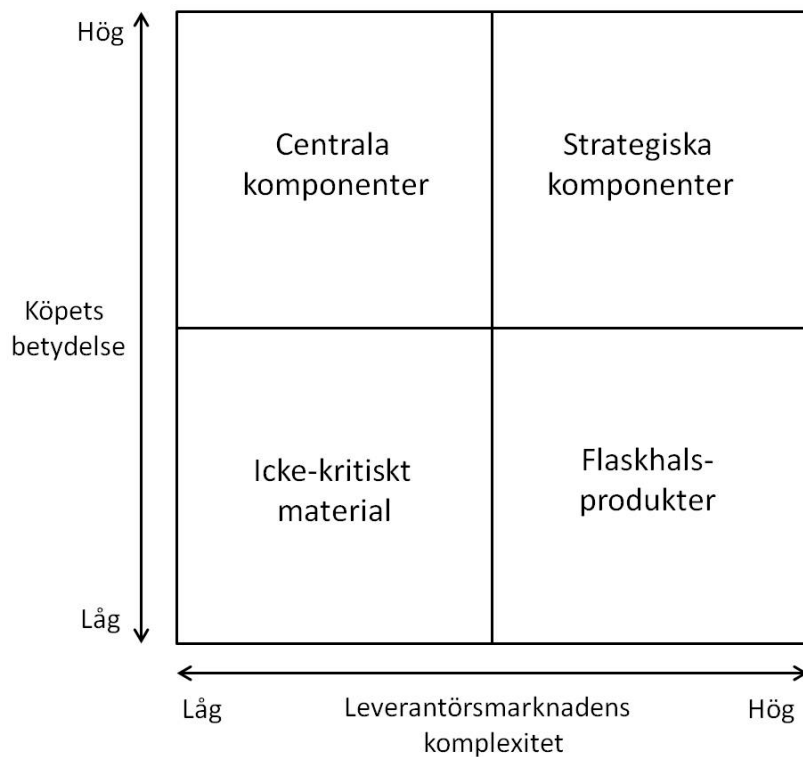 Hög
Centrala
komponenter
Strategiska
komponenter
Köpets
betydelse
Icke-kritiskt
material
Flaskhals-
produkter
Låg
Låg
Leverantörsmarknadens
komplexitet
Hög